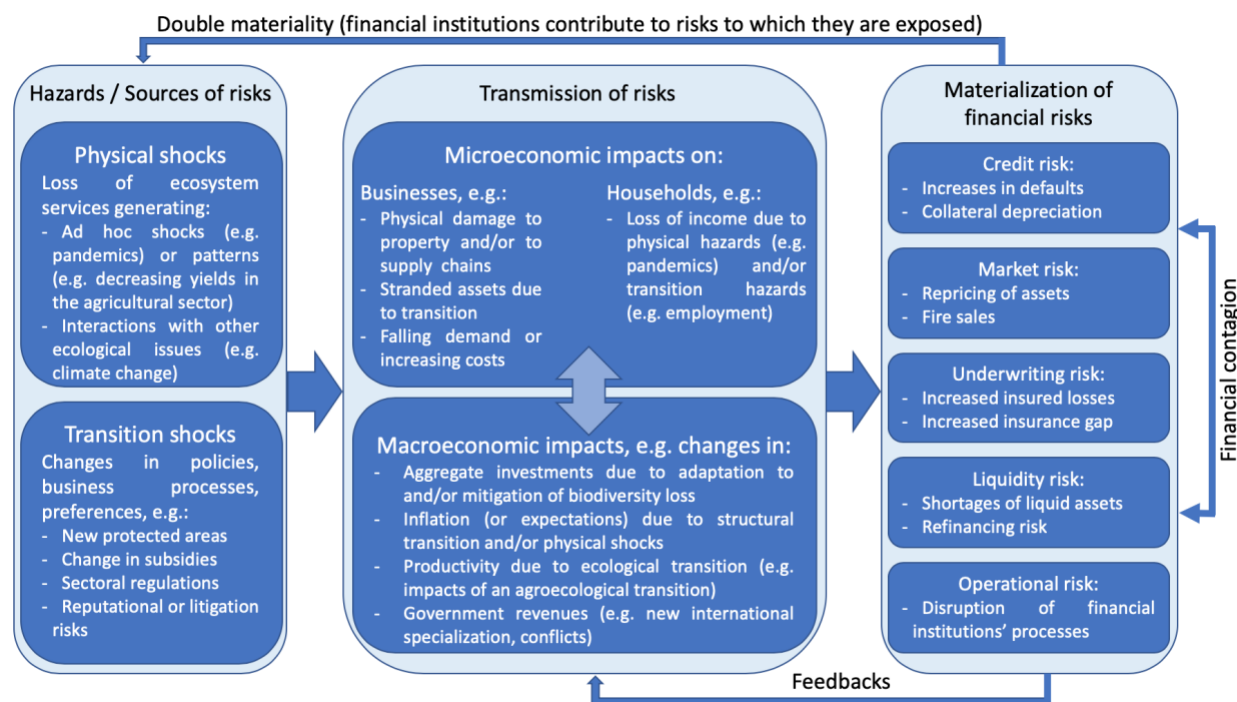 Double materiality (financial institutions contribute to risks to which they are exposed)
Hazards / Sources of risks
Physical shocks
Loss of ecosystem
services generating:
- Ad hoc shocks (e.g.
pandemics) or patterns
(e.g. decreasing yields in
the agricultural sector)
- Interactions with other
ecological issues (e.g.
climate change)
Transition shocks
Changes in policies,
business processes,
preferences, e.g.:
- New protected areas
- Change in subsidies
- Sectoral regulations
- Reputational or litigation
risks
Transmission of risks
Microeconomic impacts on:
Businesses, e.g.:
- Physical damage to
property and/or to
supply chains
- Stranded assets due
to transition
- Falling demand or
increasing costs
Households, e.g.:
- Loss of income due to
physical hazards (e.g.
pandemics) and/or
transition hazards
(e.g. employment)
Macroeconomic impacts, e.g. changes in:
- Aggregate investments due to adaptation to
and/or mitigation of biodiversity loss
- Inflation (or expectations) due to structural
transition and/or physical shocks
- Productivity due to ecological transition (e.g.
impacts of an agroecological transition)
- Government revenues (e.g. new international
specialization, conflicts)
Materialization of
financial risks
Credit risk:
- Increases in defaults
- Collateral depreciation
Market risk:
- Repricing of assets
- Fire sales
Underwriting risk:
- Increased insured losses
- Increased insurance gap
Liquidity risk:
- Shortages of liquid assets
- Refinancing risk
Operational risk:
- Disruption of financial
institutions' processes
Financial contagion
Feedbacks